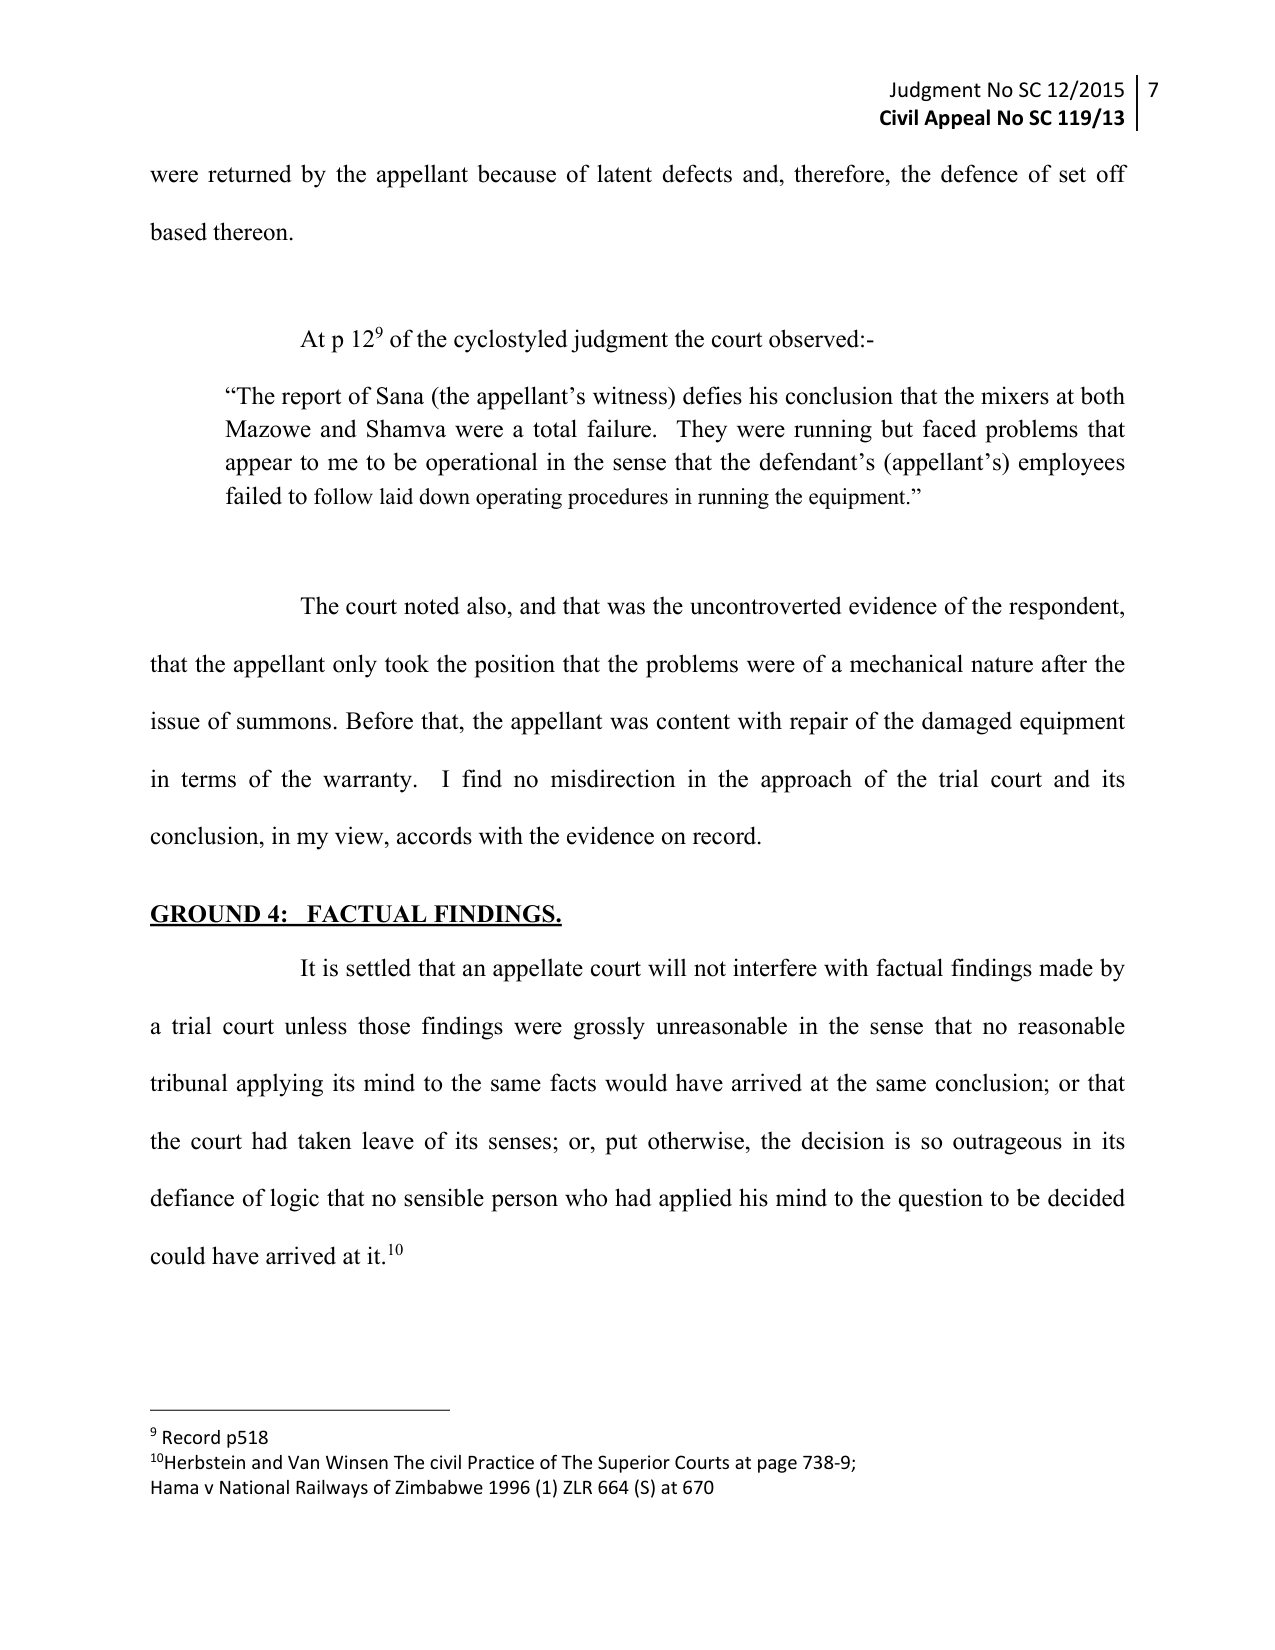 Judgment No SC 12/2015 7
Civil Appeal No SC 119/13
were returned by the appellant because of latent defects and, therefore, the defence of set off
based thereon.
At p 12⁹ of the cyclostyled judgment the court observed:-
“The report of Sana (the appellant’s witness) defies his conclusion that the mixers at both
Mazowe and Shamva were a total failure. They were running but faced problems that
appear to me to be operational in the sense that the defendant’s (appellant’s) employees
failed to follow laid down operating procedures in running the equipment.”
The court noted also, and that was the uncontroverted evidence of the respondent,
that the appellant only took the position that the problems were of a mechanical nature after the
issue of summons. Before that, the appellant was content with repair of the damaged equipment
in terms of the warranty. I find no misdirection in the approach of the trial court and its
conclusion, in my view, accords with the evidence on record.
GROUND 4: FACTUAL FINDINGS.
It is settled that an appellate court will not interfere with factual findings made by
a trial court unless those findings were grossly unreasonable in the sense that no reasonable
tribunal applying its mind to the same facts would have arrived at the same conclusion; or that
the court had taken leave of its senses; or, put otherwise, the decision is so outrageous in its
defiance of logic that no sensible person who had applied his mind to the question to be decided
could have arrived at it.¹⁰
⁹ Record p518
¹⁰Herbstein and Van Winsen The civil Practice of The Superior Courts at page 738-9;
Hama v National Railways of Zimbabwe 1996 (1) ZLR 664 (S) at 670